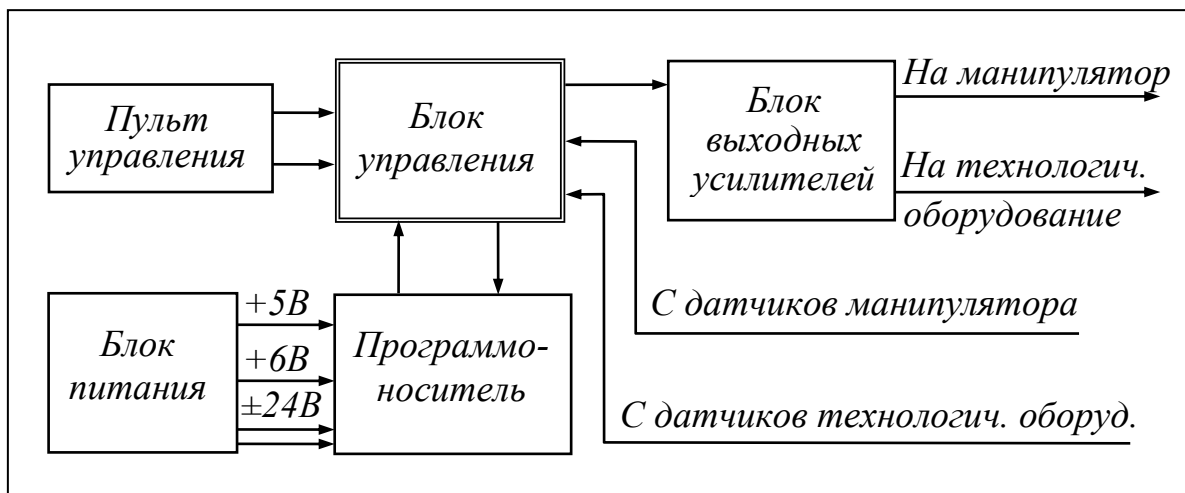 Пульт
управления
Блок
управления
Блок
выходных
усилителей
На манипулятор
На технологич.
оборудование
Блок
питания
+5В
+6В
±24В
Программо-
носитель
С датчиков манипулятора
С датчиков технологич. оборуд.